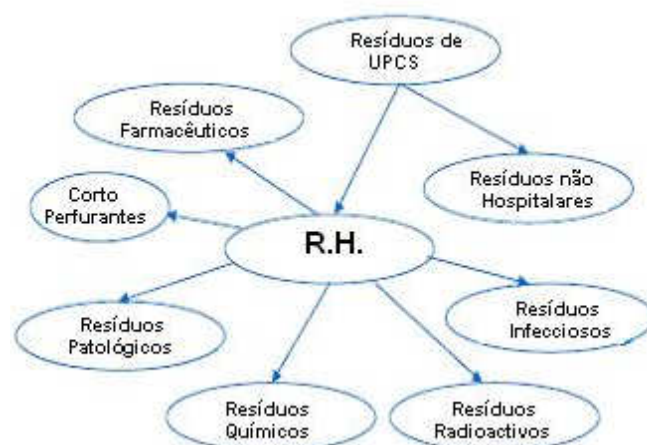 Resíduos de
UPCS
Resíduos
Farmacêuticos
Resíduos não
Hospitalares
Corto
Perfurantes
R.H.
Resíduos
Infecciosos
Resíduos
Patológicos
Resíduos
Químicos
Resíduos
Radioactivos